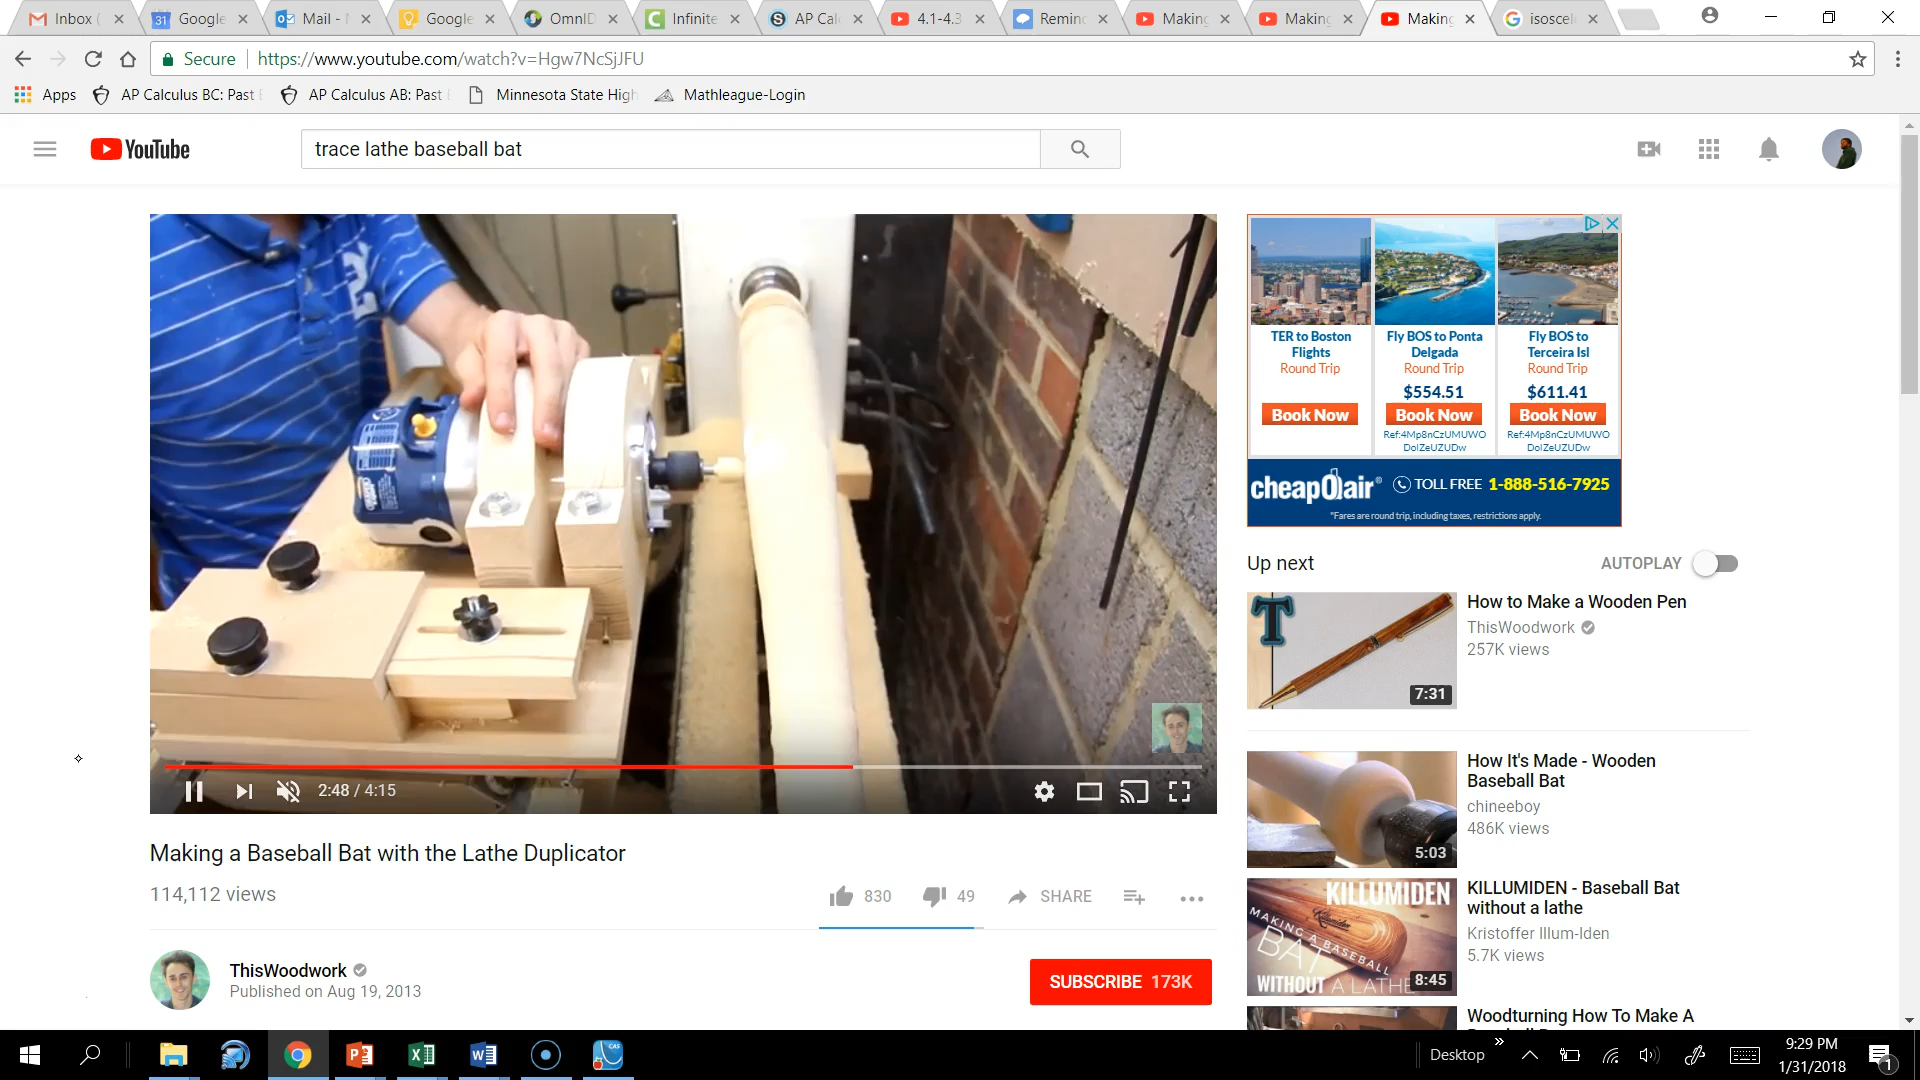 Inbox (
Google
Mail -
Google
OmnID
Infinite
AP Cal
4.1-4.3
Remin
Making
Making
Making
isoscel
Secure
https://www.youtube.com/watch?v=Hgw7NcSjJFU
Apps
AP Calculus BC: Past
AP Calculus AB: Past
Minnesota State High
Mathleague-Login
YouTube
trace lathe baseball bat
TER to Boston
Flights
Round Trip
Book Now
Fly BOS to Ponta
Delgada
Round Trip
$554.51
Book Now
Ref:4Mp8nCzUMUWO
DolZeUZUDw
Fly BOS to
Terceira Isl
Round Trip
$611.41
Book Now
Ref:4Mp8nCzUMUWO
DolZeUZUDw
cheapOair® TOLL FREE 1-888-516-7925
*Fares are round trip, including taxes, restrictions apply.
2:48 / 4:15
Making a Baseball Bat with the Lathe Duplicator
114,112 views
830
49
SHARE
ThisWoodwork
Published on Aug 19, 2013
SUBSCRIBE 173K
Up next
AUTOPLAY
T
7:31
How to Make a Wooden Pen
ThisWoodwork
257K views
5:03
How It's Made - Wooden
Baseball Bat
chineeboy
486K views
KILLUMIDEN
MAKING A BASEBALL
BAT
WITHOUT A LATHE
8:45
KILLUMIDEN - Baseball Bat
without a lathe
Kristoffer Illum-Iden
5.7K views
Woodturning How To Make A
Desktop
9:29 PM
1/31/2018
1